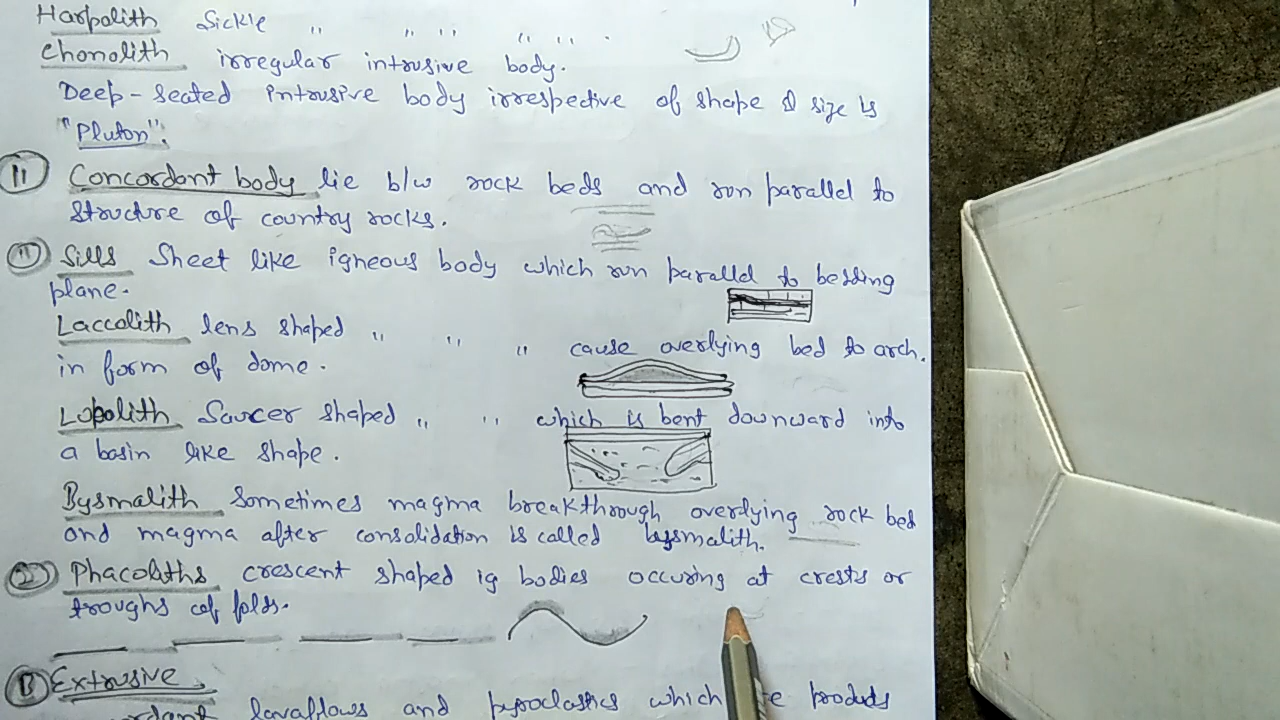 Harpolith Sickle " " " " " .
Chonolith irregular intrusive body.
Deep-Seated intrusive body irrespective of shape & size is
"Pluton".
II Concordant body lie b/w rock beds and run parallel to
structure of country rocks.
(1) Sills Sheet like igneous body which run parallel to bedding
plane.
Laccolith lens shaped " " " cause overlying bed to arch.
in form of dome.
Lopolith Saucer shaped " " which is bent downward into
a basin like shape.
Bysmalith Sometimes magma breakthrough overlying rock bed
and magma after consolidation is called bysmalith.
(2) Phacoliths crescent shaped ig bodies occuring at crests or
troughs of folds.
B Extrusive
lavaflows and pyroclastics which products